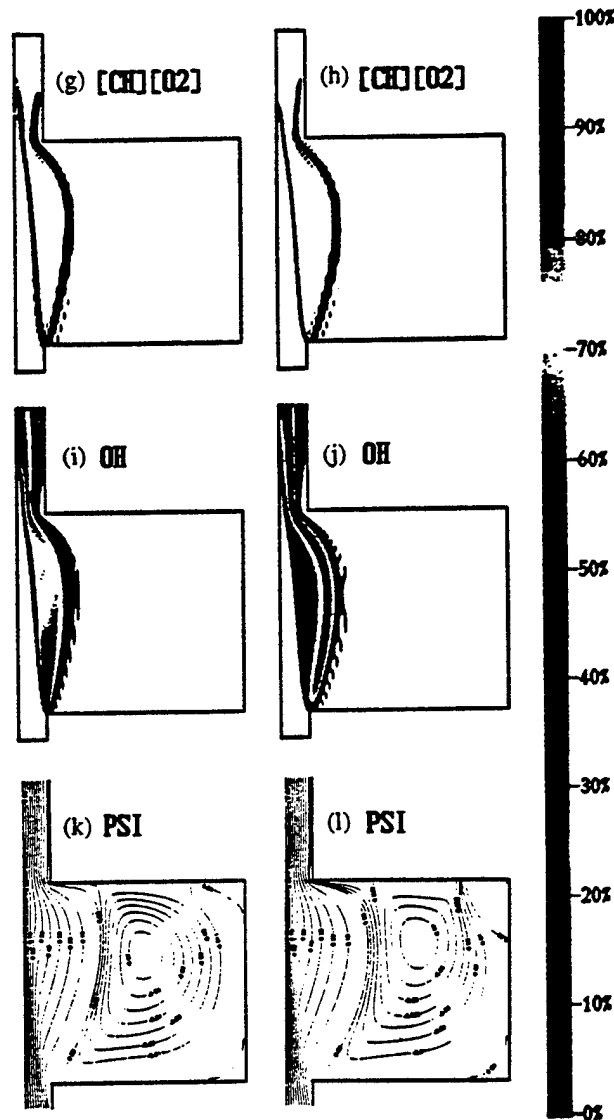 (g) [CH][O2]
(h) [CH][O2]
(i) OH
(j) OH
(k) PSI
(l) PSI
100%
90%
80%
70%
60%
50%
40%
30%
20%
10%
0%